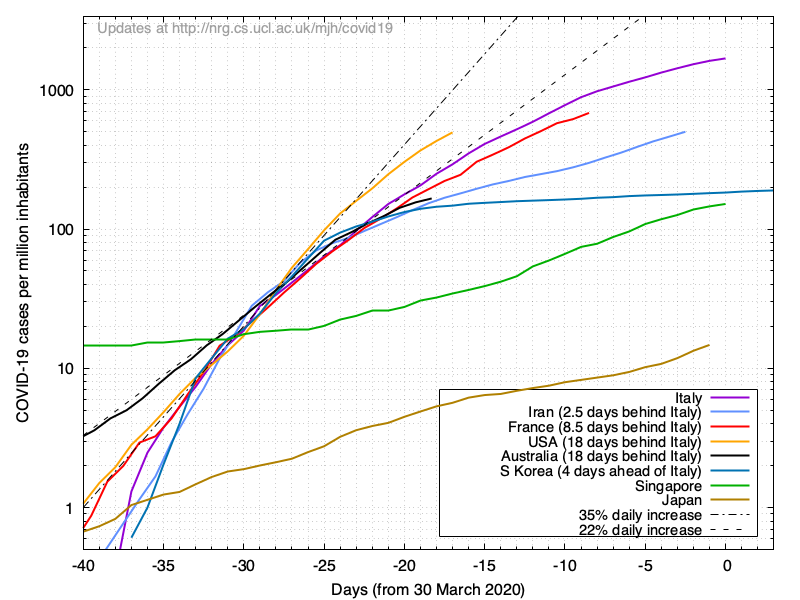 Updates at http://nrg.cs.ucl.ac.uk/mjh/covid19
1000
100
10
1
COVID-19 cases per million inhabitants
Italy
Iran (2.5 days behind Italy)
France (8.5 days behind Italy)
USA (18 days behind Italy)
Australia (18 days behind Italy)
S Korea (4 days ahead of Italy)
Singapore
Japan
35% daily increase
22% daily increase
-40 -35 -30 -25 -20 -15 -10 -5 0
Days (from 30 March 2020)